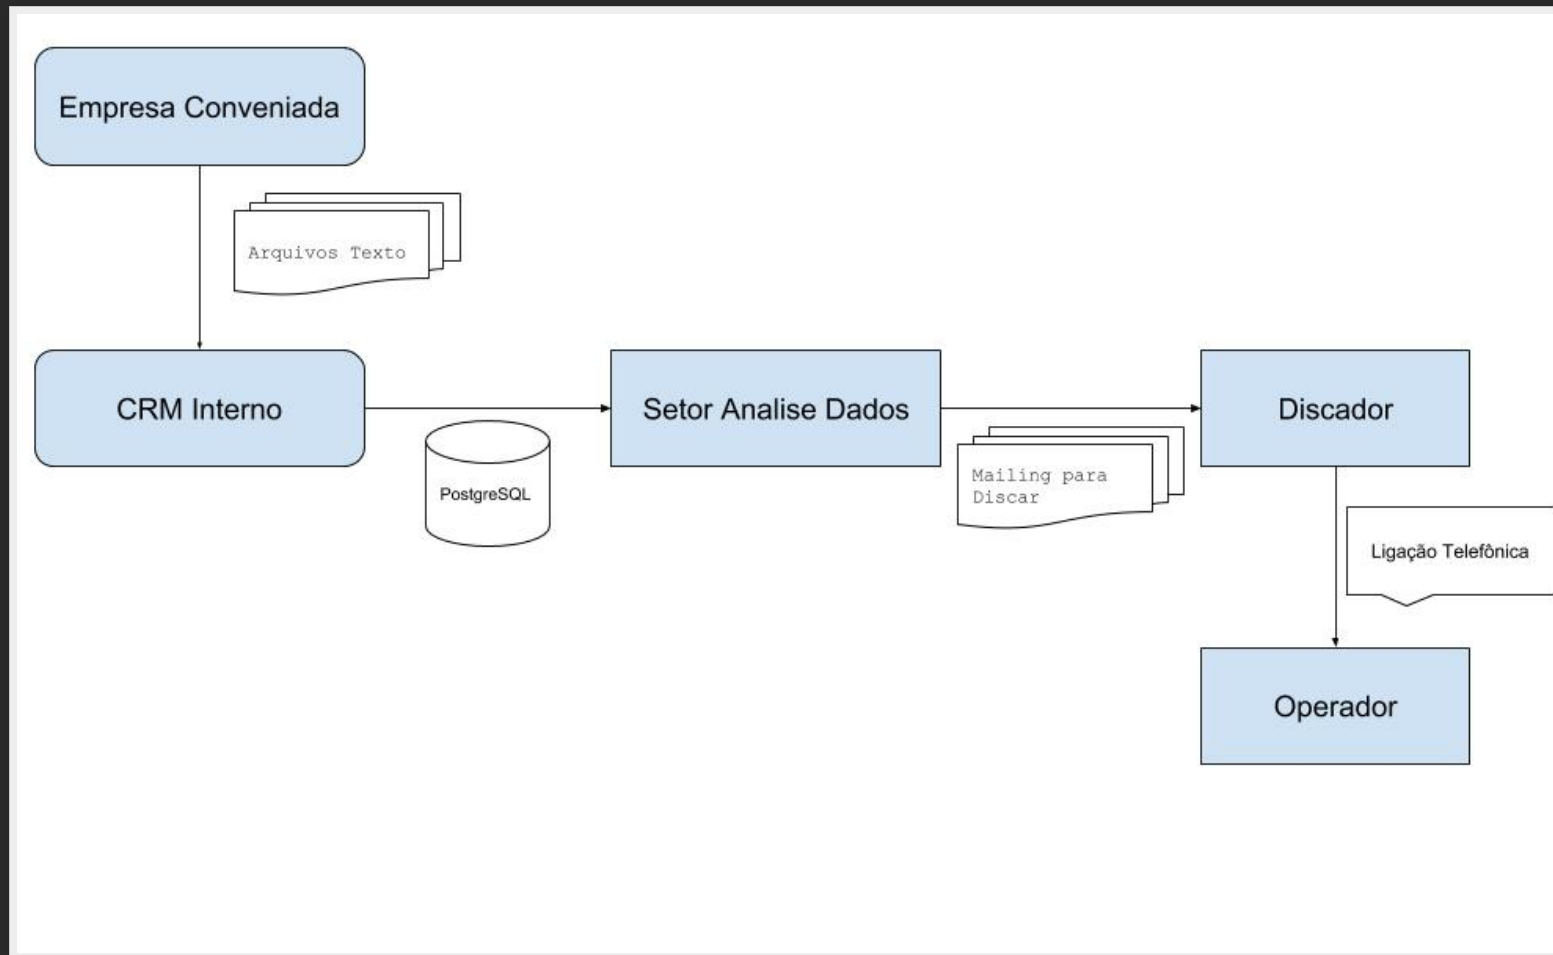 Empresa Conveniada
Arquivos Texto
CRM Interno
PostgreSQL
Setor Analise Dados
Mailing para
Discar
Discador
Ligação Telefônica
Operador